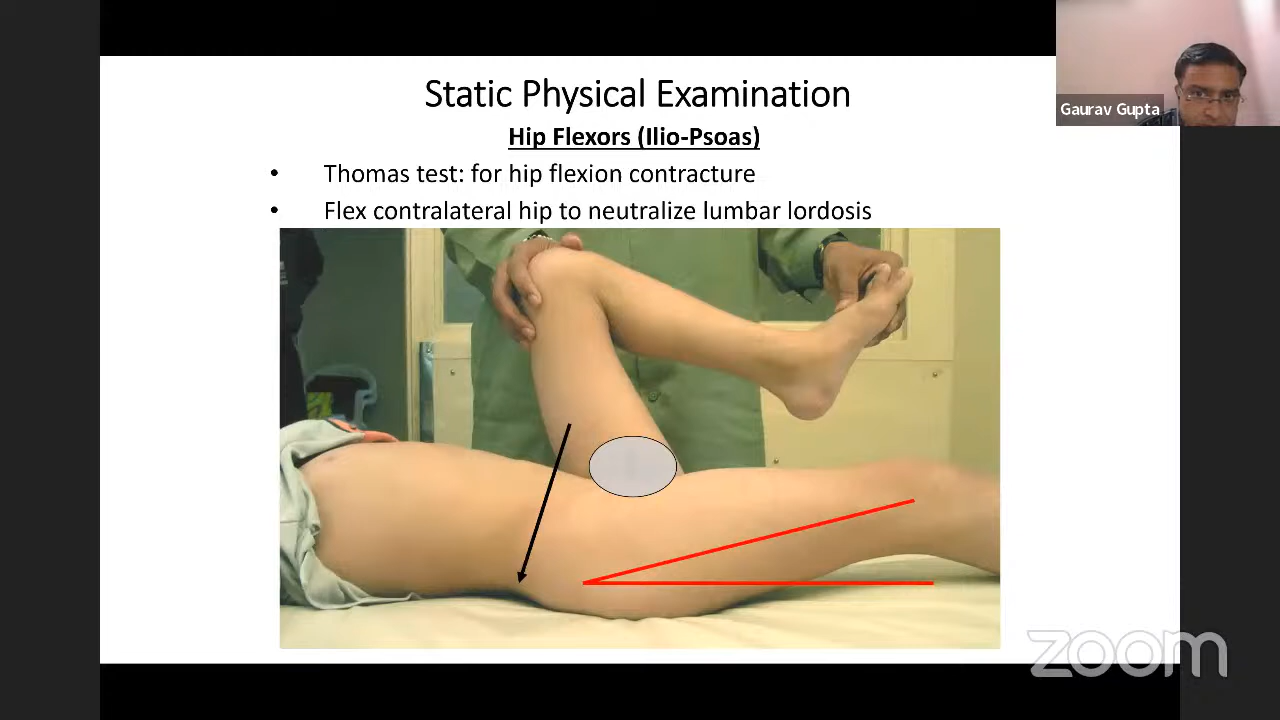 Static Physical Examination
Hip Flexors (Ilio-Psoas)
• Thomas test: for hip flexion contracture
• Flex contralateral hip to neutralize lumbar lordosis
Gaurav Gupta
zoom